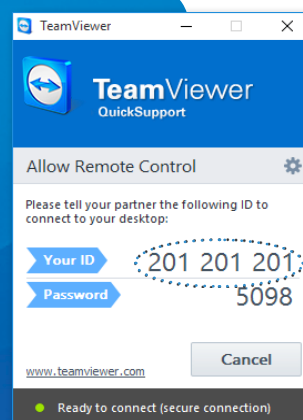 TeamViewer
TeamViewer
QuickSupport
Allow Remote Control
Please tell your partner the following ID to
connect to your desktop:
Your ID 201 201 201
Password 5098
Cancel
www.teamviewer.com
Ready to connect (secure connection)